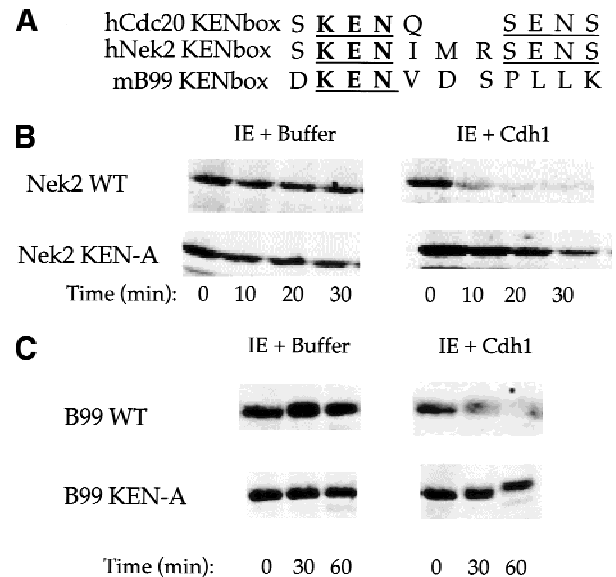 A
hCdc20 KENbox S K E N Q S E N S
hNek2 KENbox S K E N I M R S E N S
mB99 KENbox D K E N V D S P L L K
B
IE + Buffer IE + Cdh1
Nek2 WT
Nek2 KEN-A
Time (min): 0 10 20 30 0 10 20 30
C
IE + Buffer IE + Cdh1
B99 WT
B99 KEN-A
Time (min): 0 30 60 0 30 60